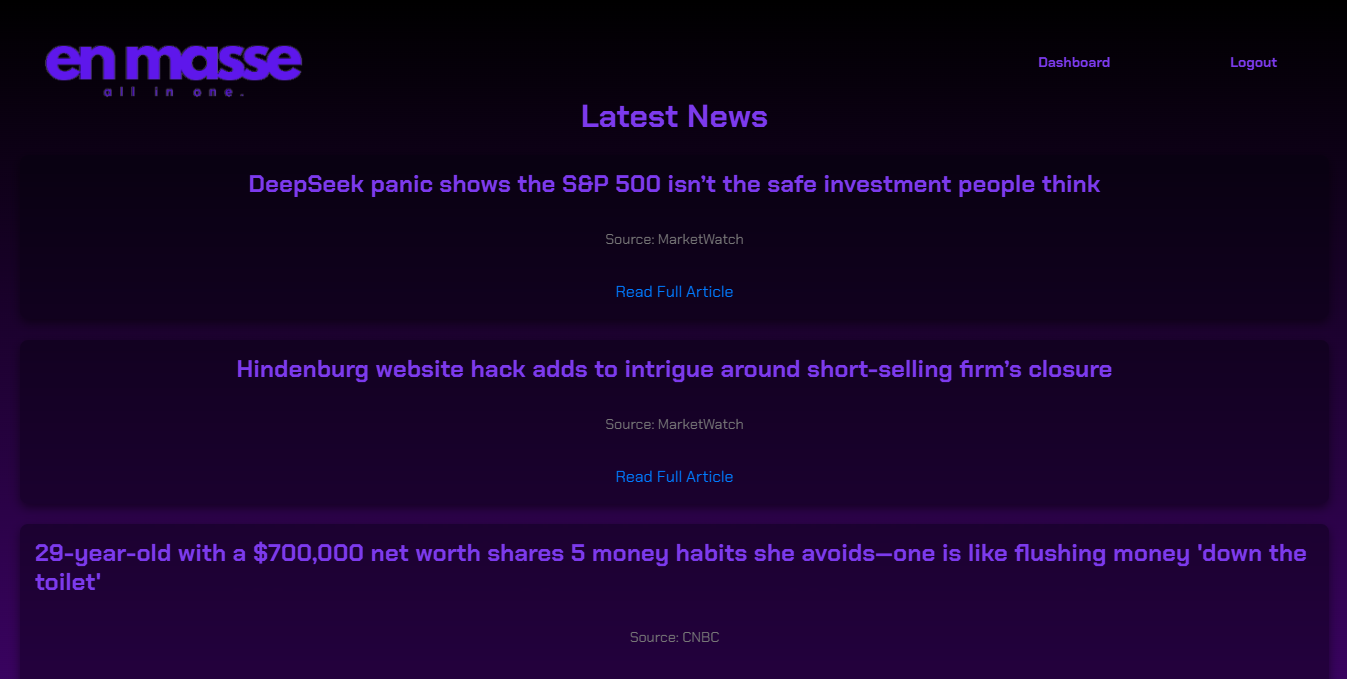 en masse
all in one.
Dashboard
Logout
Latest News
DeepSeek panic shows the S&P 500 isn’t the safe investment people think
Source: MarketWatch
Read Full Article
Hindenburg website hack adds to intrigue around short-selling firm’s closure
Source: MarketWatch
Read Full Article
29-year-old with a $700,000 net worth shares 5 money habits she avoids—one is like flushing money 'down the
toilet'
Source: CNBC